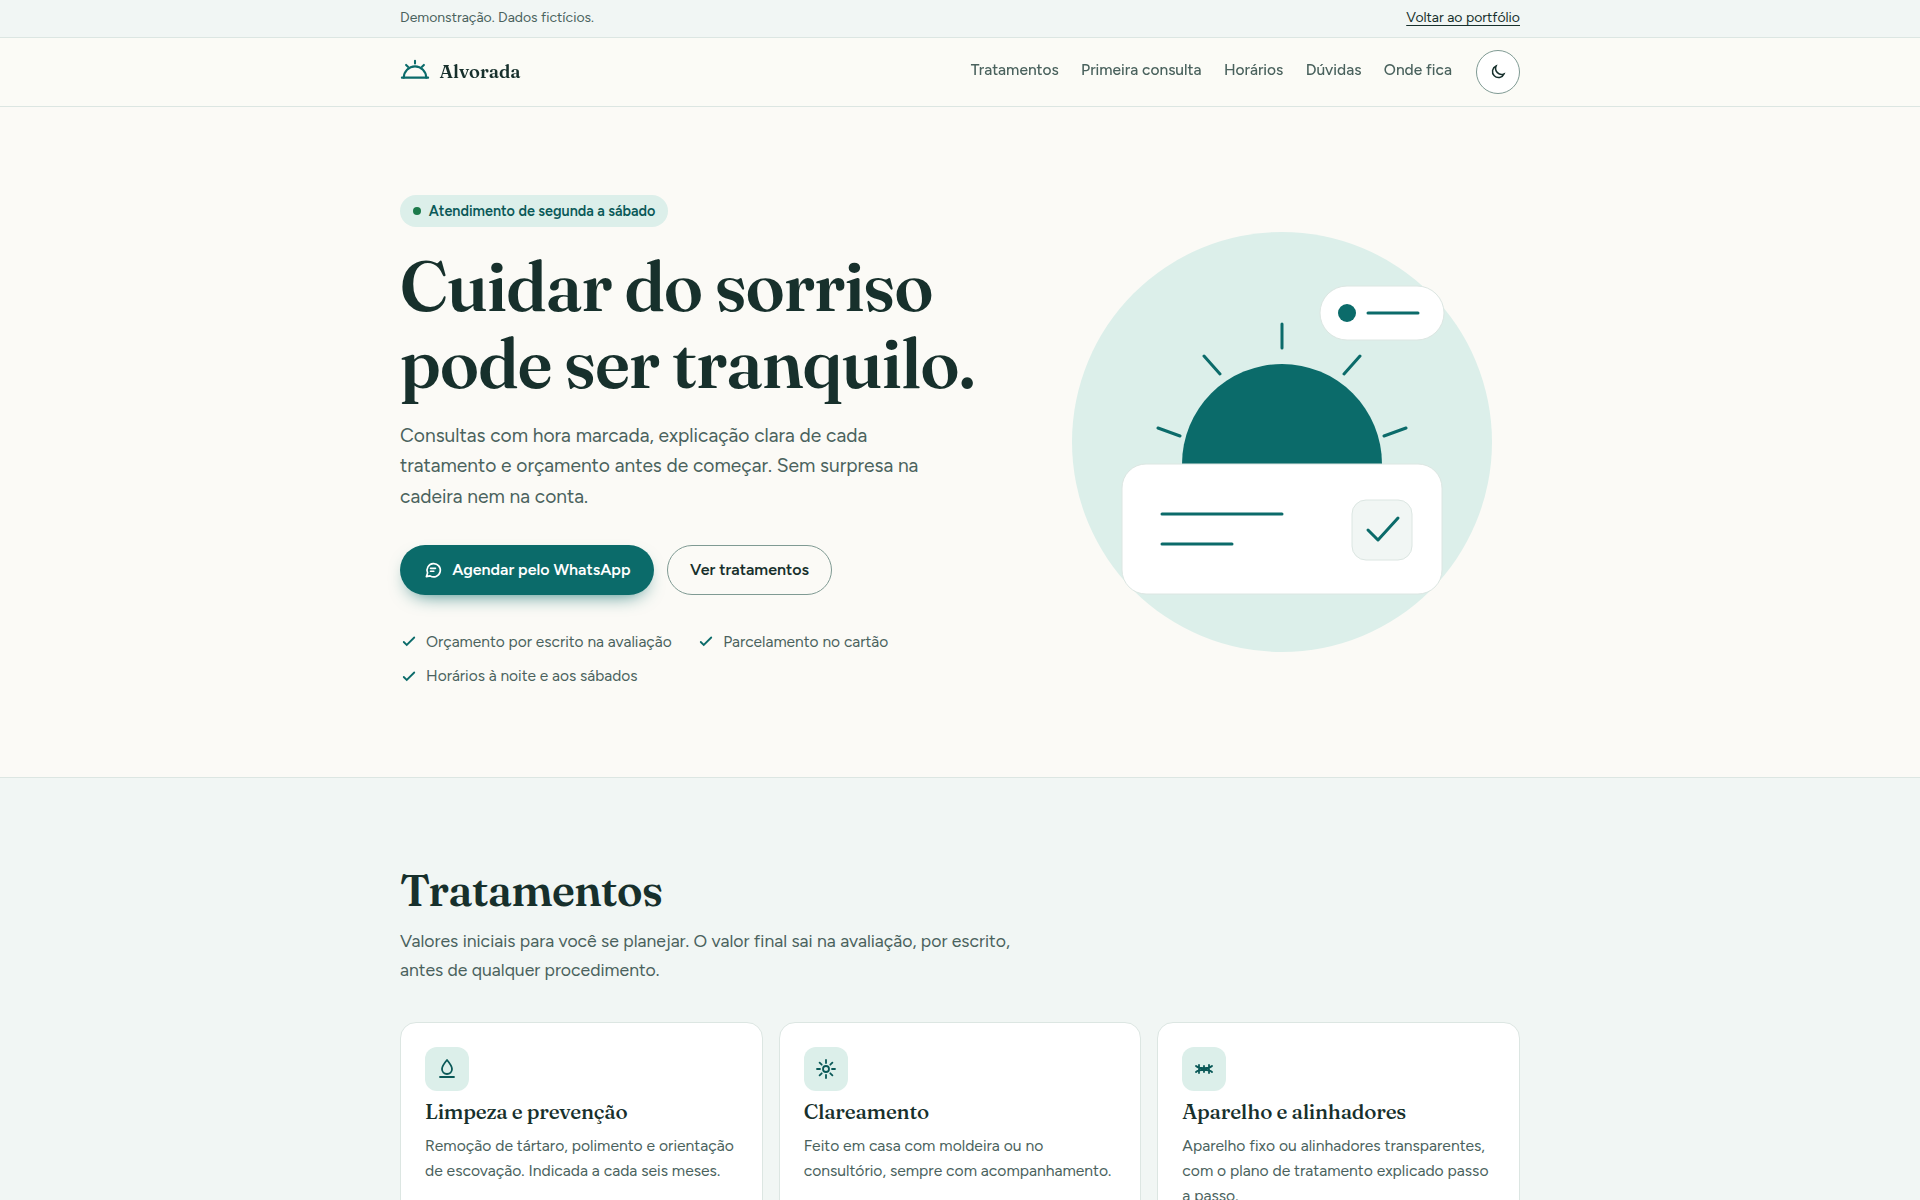 Demonstração. Dados fictícios.
Voltar ao portfólio
Alvorada
Tratamentos
Primeira consulta
Horários
Dúvidas
Onde fica
Atendimento de segunda a sábado
Cuidar do sorriso
pode ser tranquilo.
Consultas com hora marcada, explicação clara de cada
tratamento e orçamento antes de começar. Sem surpresa na
cadeira nem na conta.
Agendar pelo WhatsApp
Ver tratamentos
Orçamento por escrito na avaliação
Parcelamento no cartão
Horários à noite e aos sábados
Tratamentos
Valores iniciais para você se planejar. O valor final sai na avaliação, por escrito,
antes de qualquer procedimento.
Limpeza e prevenção
Remoção de tártaro, polimento e orientação
de escovação. Indicada a cada seis meses.
Clareamento
Feito em casa com moldeira ou no
consultório, sempre com acompanhamento.
Aparelho e alinhadores
Aparelho fixo ou alinhadores transparentes,
com o plano de tratamento explicado passo
a passo.